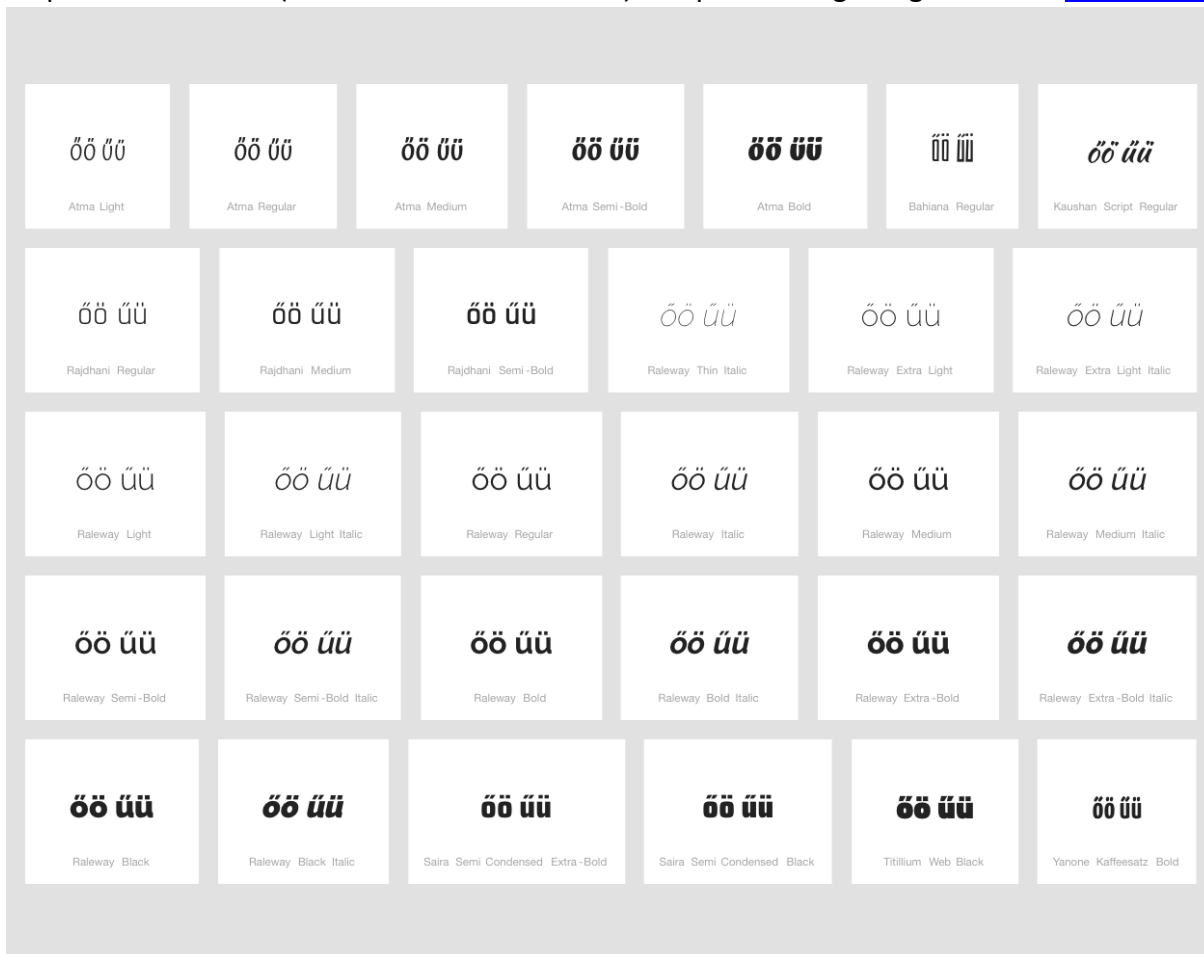 őö űü őö űü őö űü őö űü őö űü őö űü őö űü
Atma Light Atma Regular Atma Medium Atma Semi-Bold Atma Bold Bahiana Regular Kaushan Script Regular
őö űü őö űü őö űü őö űü őö űü őö űü
Rajdhani Regular Rajdhani Medium Rajdhani Semi-Bold Raleway Thin Italic Raleway Extra Light Raleway Extra Light Italic
őö űü őö űü őö űü őö űü őö űü őö űü
Raleway Light Raleway Light Italic Raleway Regular Raleway Italic Raleway Medium Raleway Medium Italic
őö űü őö űü őö űü őö űü őö űü őö űü
Raleway Semi-Bold Raleway Semi-Bold Italic Raleway Bold Raleway Bold Italic Raleway Extra-Bold Raleway Extra-Bold Italic
őö űü őö űü őö űü őö űü őö űü őö űü
Raleway Black Raleway Black Italic Saira Semi Condensed Extra-Bold Saira Semi Condensed Black Titillium Web Black Yanone Kaffeesatz Bold